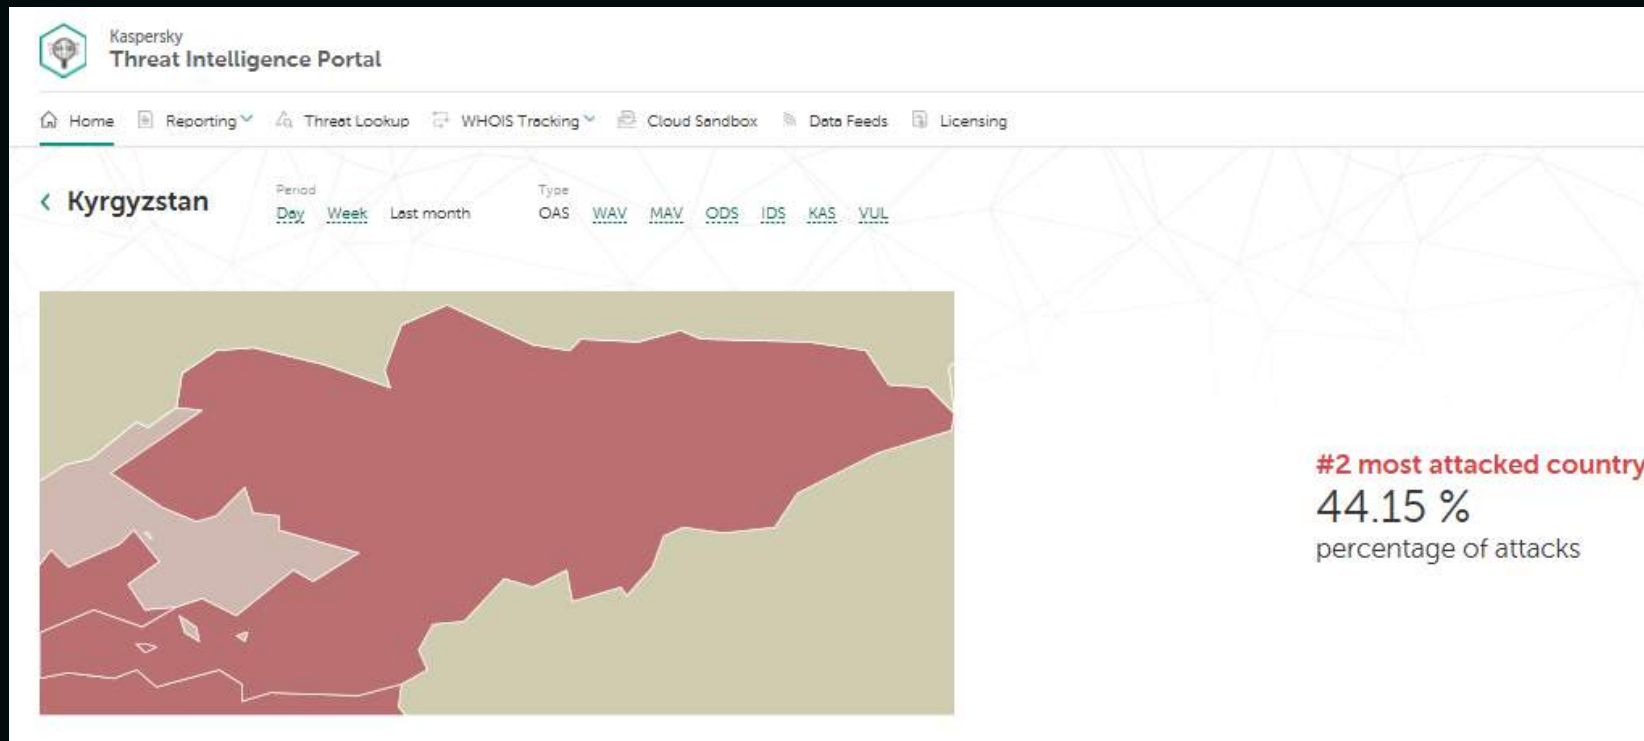 Kaspersky
Threat Intelligence Portal
Home Reporting Threat Lookup WHOIS Tracking Cloud Sandbox Data Feeds Licensing
Kyrgyzstan
Period
Day Week Last month
Type
OAS WAV MAV ODS IDS KAS VUL
#2 most attacked country
44.15 %
percentage of attacks